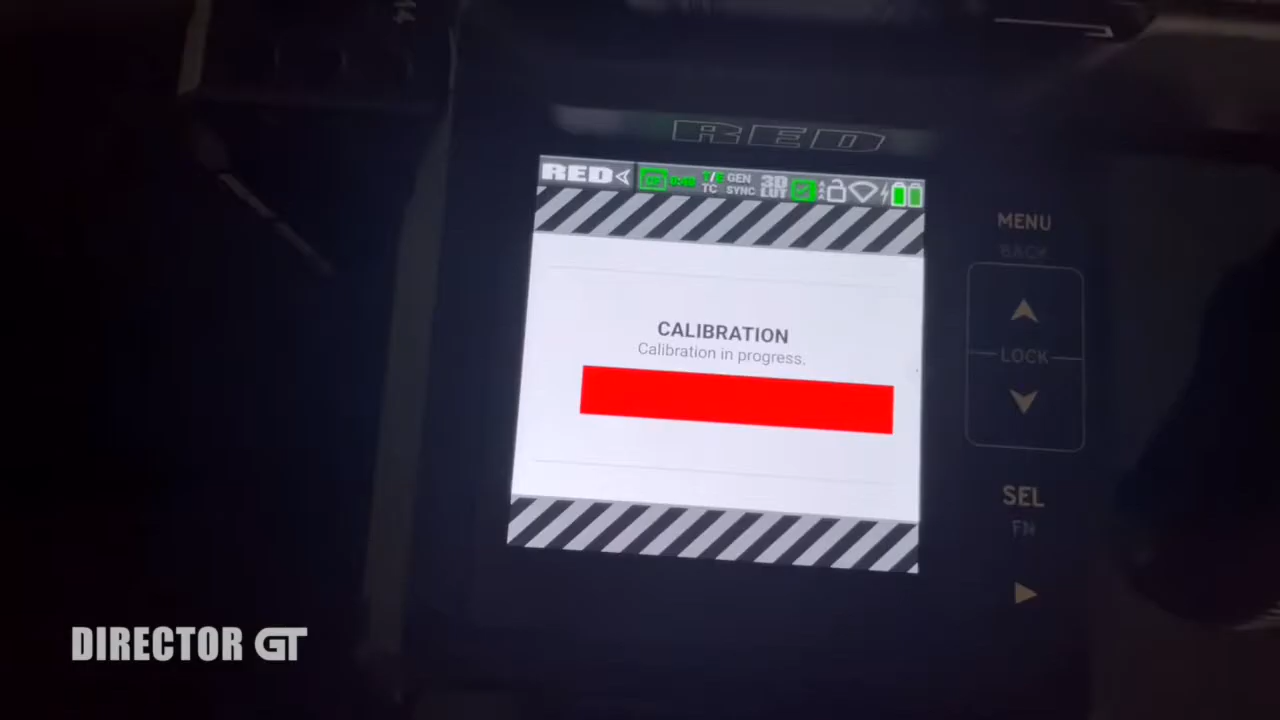 RED
RED
TC
GEN
SYNC
3D
LUT
MENU
BACK
CALIBRATION
Calibration in progress.
LOCK
SEL
FN
DIRECTOR GT